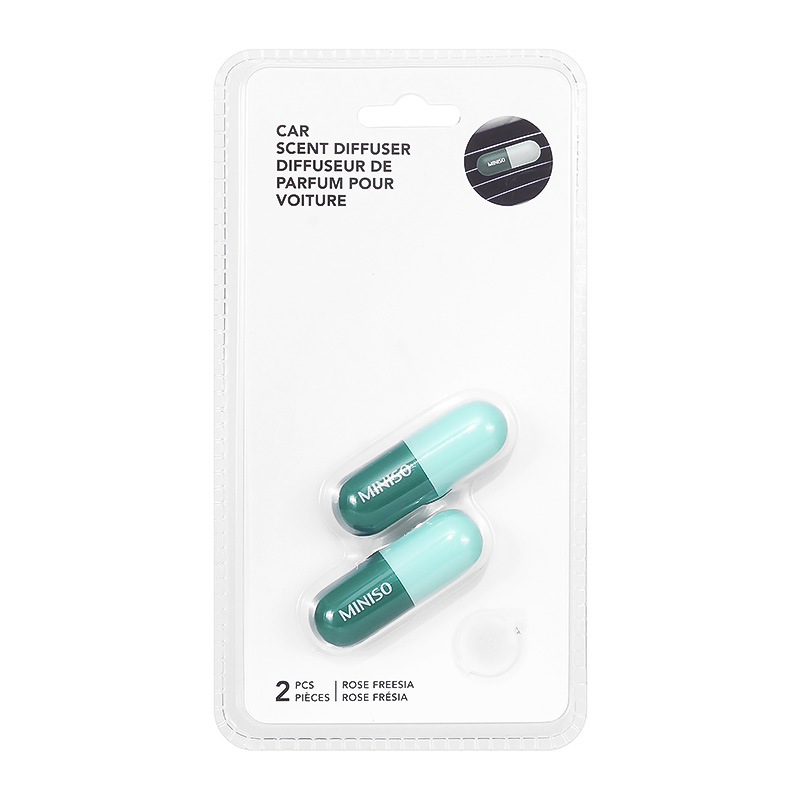 CAR
SCENT DIFFUSER
DIFFUSEUR DE
PARFUM POUR
VOITURE
MINISO
MINISO
MINISO
2 PCS PIÈCES
ROSE FREESIA
ROSE FRÉSIA